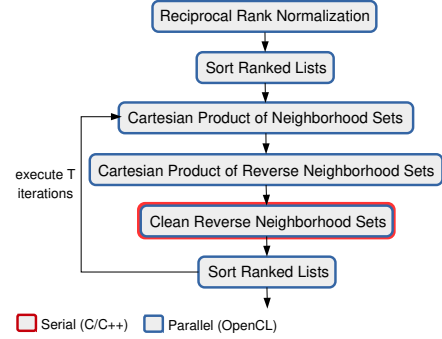 Reciprocal Rank Normalization
Sort Ranked Lists
Cartesian Product of Neighborhood Sets
execute T
iterations
Cartesian Product of Reverse Neighborhood Sets
Clean Reverse Neighborhood Sets
Sort Ranked Lists
Serial (C/C++)
Parallel (OpenCL)